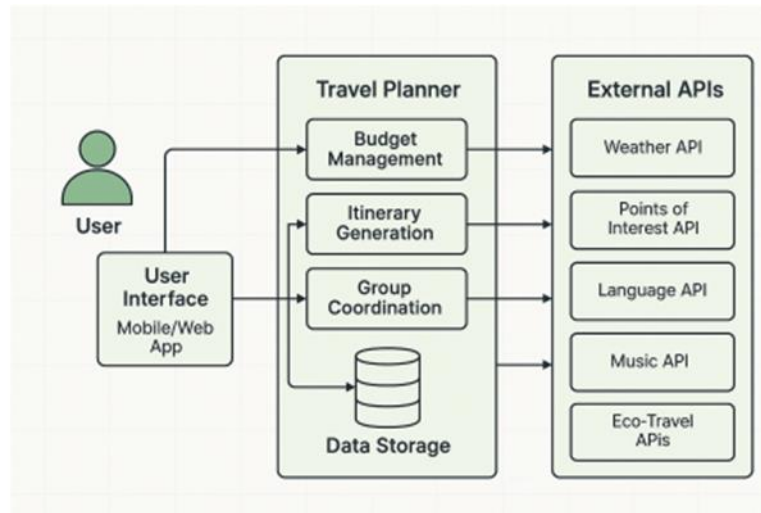 User
User
Interface
Mobile/Web
App
Travel Planner
Budget
Management
Itinerary
Generation
Group
Coordination
Data Storage
External APIs
Weather API
Points of
Interest API
Language API
Music API
Eco-Travel
APIs